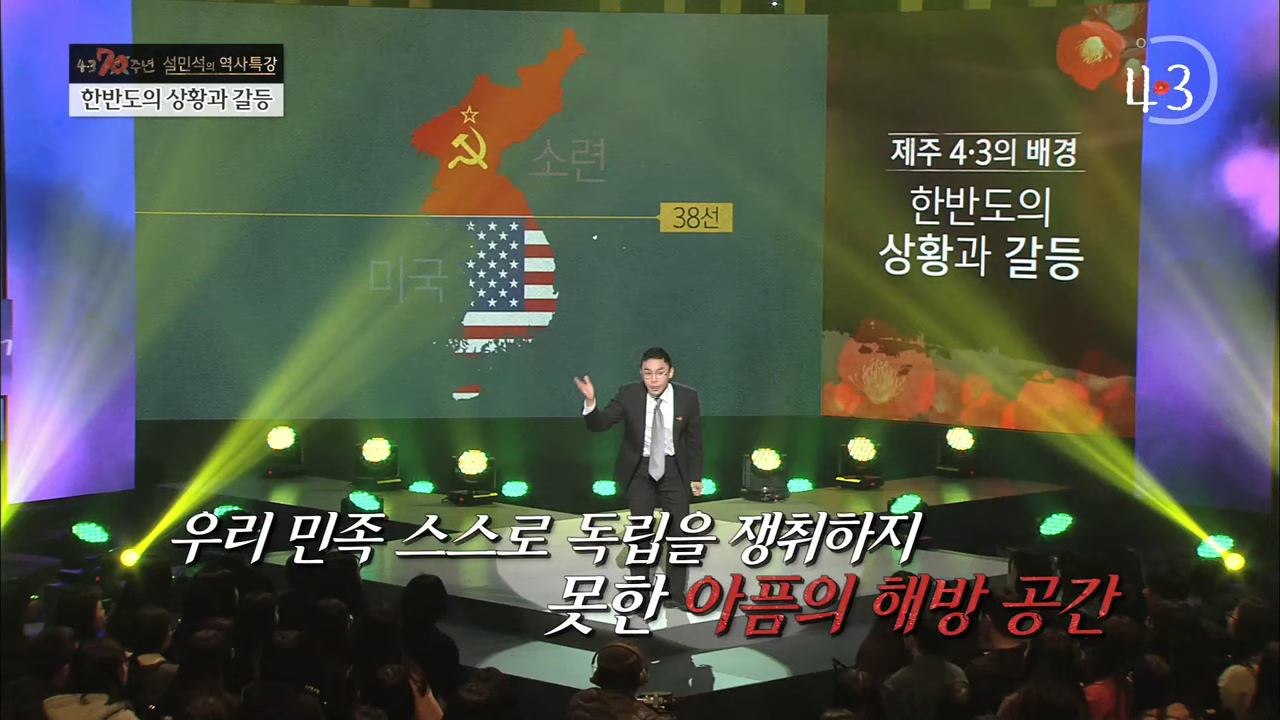 4·3 70주년 설민석의 역사특강
한반도의 상황과 갈등
4·3
제주 4·3의 배경
한반도의
상황과 갈등
소련
38선
미국
우리 민족 스스로 독립을 쟁취하지
못한 아픔의 해방 공간